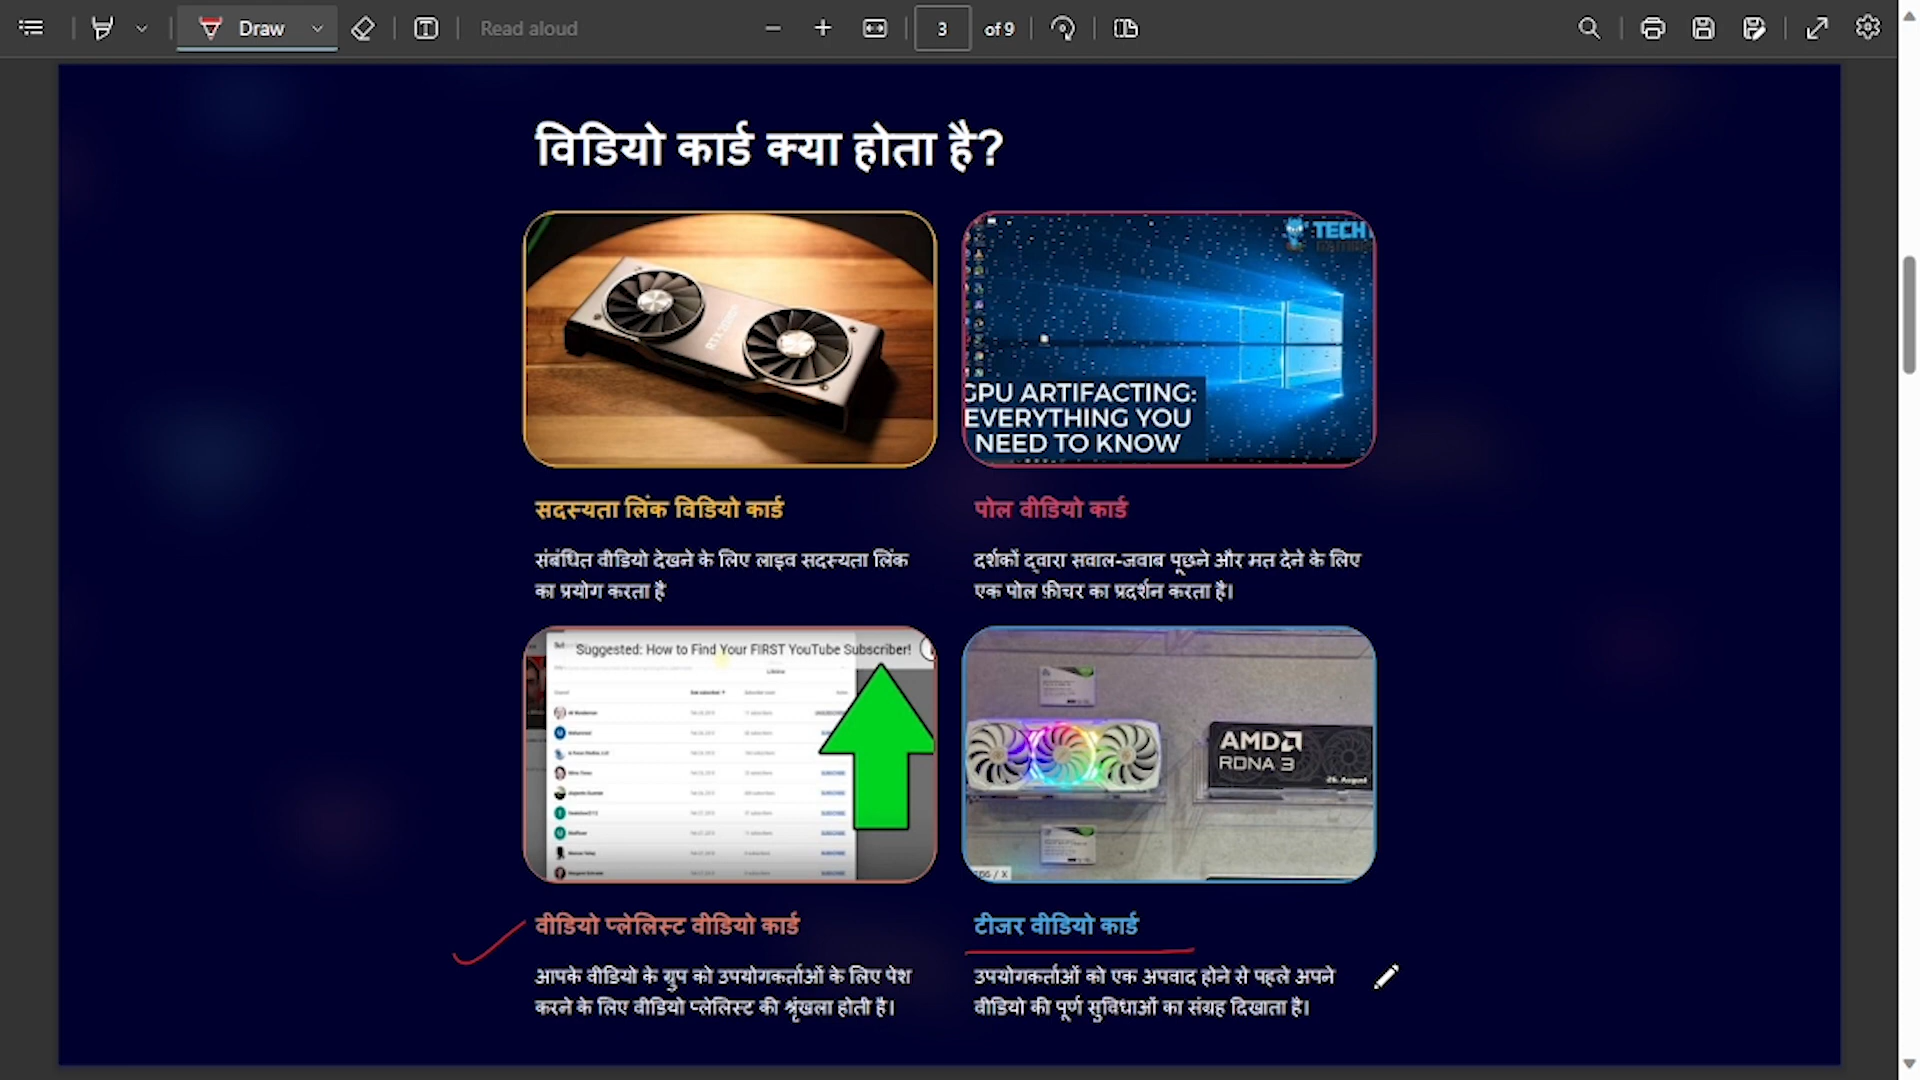 Draw
Read aloud
3 of 9
विडियो कार्ड क्या होता है?
RTX 2080
TECH
GPU ARTIFACTING:
EVERYTHING YOU
NEED TO KNOW
सदस्यता लिंक विडियो कार्ड
पोल वीडियो कार्ड
संबंधित वीडियो देखने के लिए लाइव सदस्यता लिंक
का प्रयोग करता है
दर्शकों द्वारा सवाल-जवाब पूछने और मत देने के लिए
एक पोल फ़ीचर का प्रदर्शन करता है।
Suggested: How to Find Your FIRST YouTube Subscriber!
AMD
RDNA 3
वीडियो प्लेलिस्ट वीडियो कार्ड
टीजर वीडियो कार्ड
आपके वीडियो के ग्रुप को उपयोगकर्ताओं के लिए पेश
करने के लिए वीडियो प्लेलिस्ट की श्रृंखला होती है।
उपयोगकर्ताओं को एक अपवाद होने से पहले अपने
वीडियो की पूर्ण सुविधाओं का संग्रह दिखाता है।